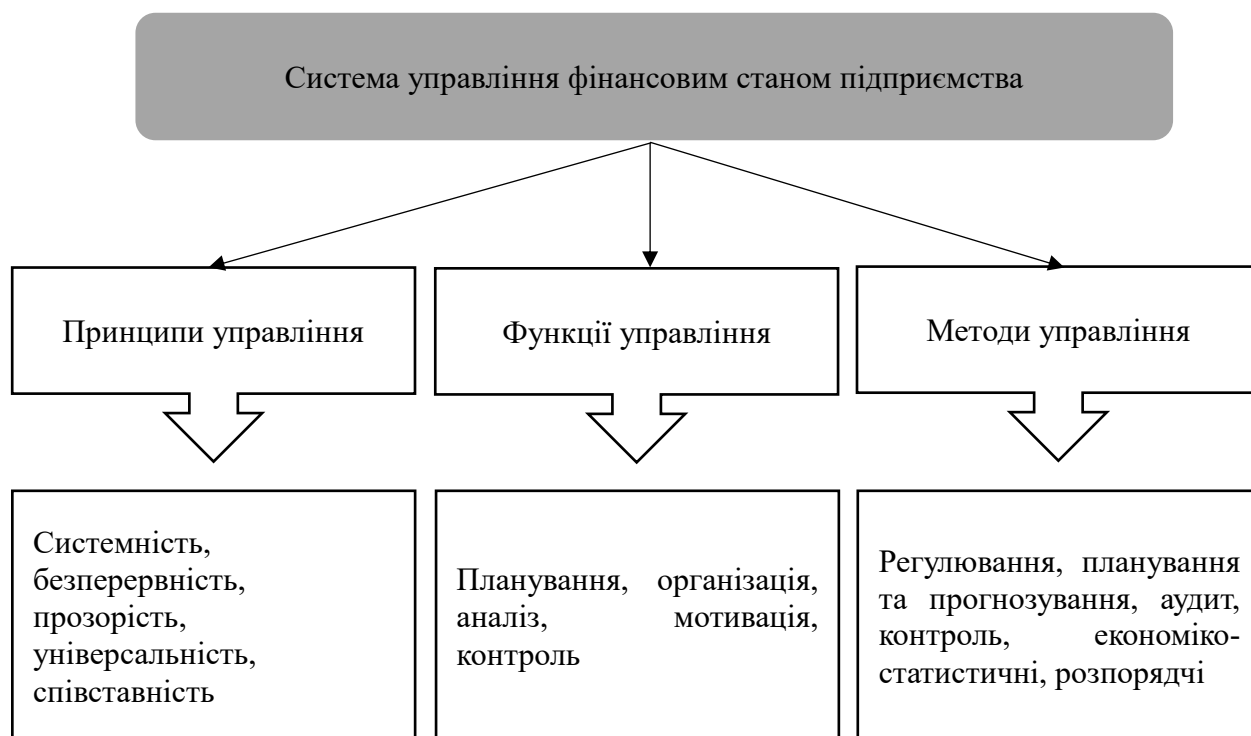 Система управління фінансовим станом підприємства
Принципи управління
Функції управління
Методи управління
Системність,
безперервність,
прозорість,
універсальність,
співставність
Планування, організація,
аналіз, мотивація,
контроль
Регулювання, планування
та прогнозування, аудит,
контроль, економіко-
статистичні, розпорядчі